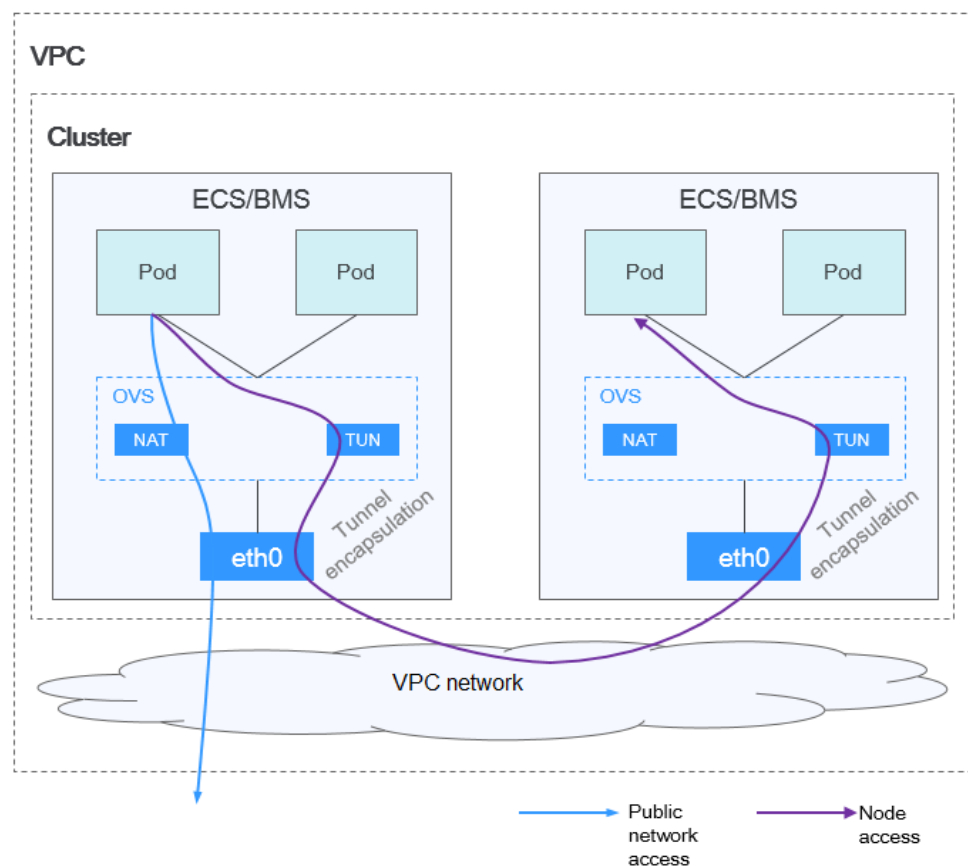 VPC
Cluster
ECS/BMS
ECS/BMS
Pod
Pod
Pod
Pod
OVS
OVS
NAT
TUN
NAT
TUN
Tunnel
encapsulation
Tunnel
encapsulation
eth0
eth0
VPC network
Public
network
access
Node
access